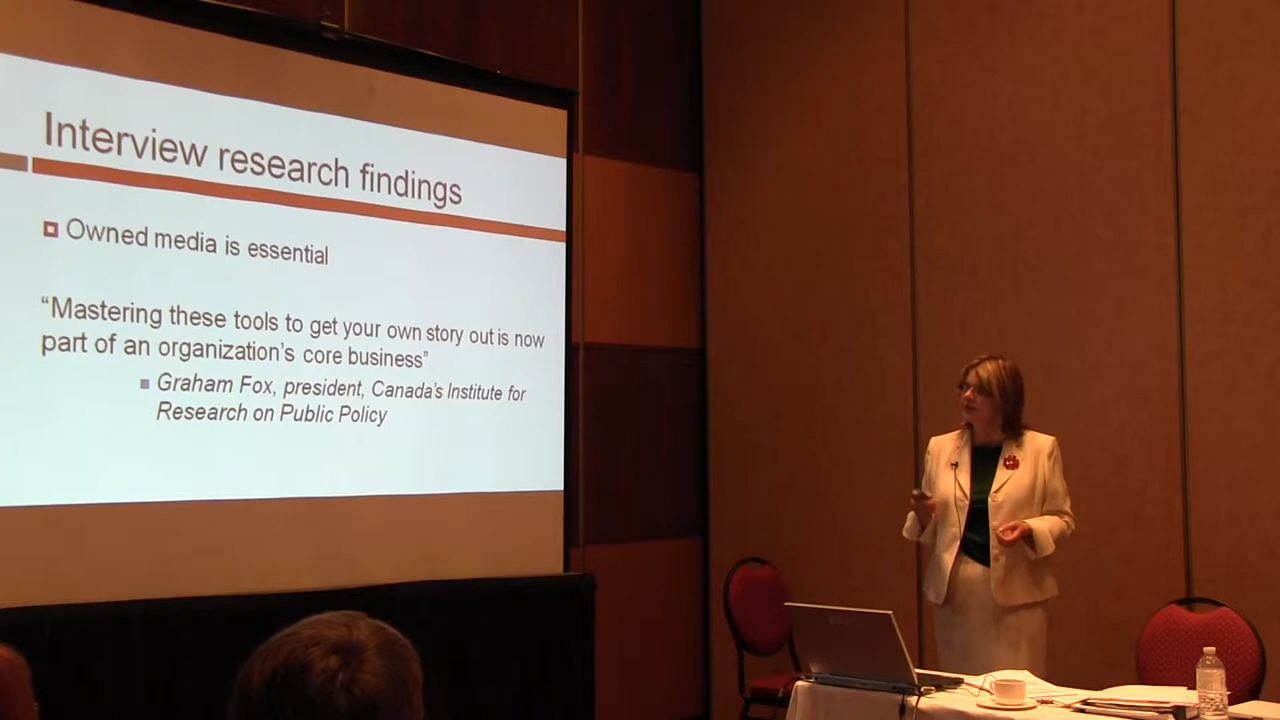 Interview research findings
Owned media is essential
“Mastering these tools to get your own story out is now
part of an organization’s core business”
Graham Fox, president, Canada’s Institute for
Research on Public Policy